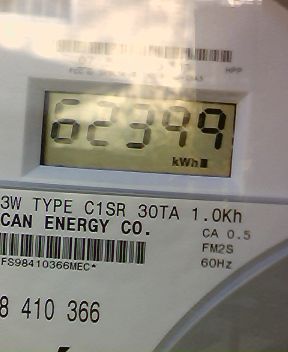 HPP
62399
kWh
3W TYPE C1SR 30TA 1.0Kh
CAN ENERGY CO.
CA 0.5
FM2S
FS98410366MEC*
60Hz
8 410 366